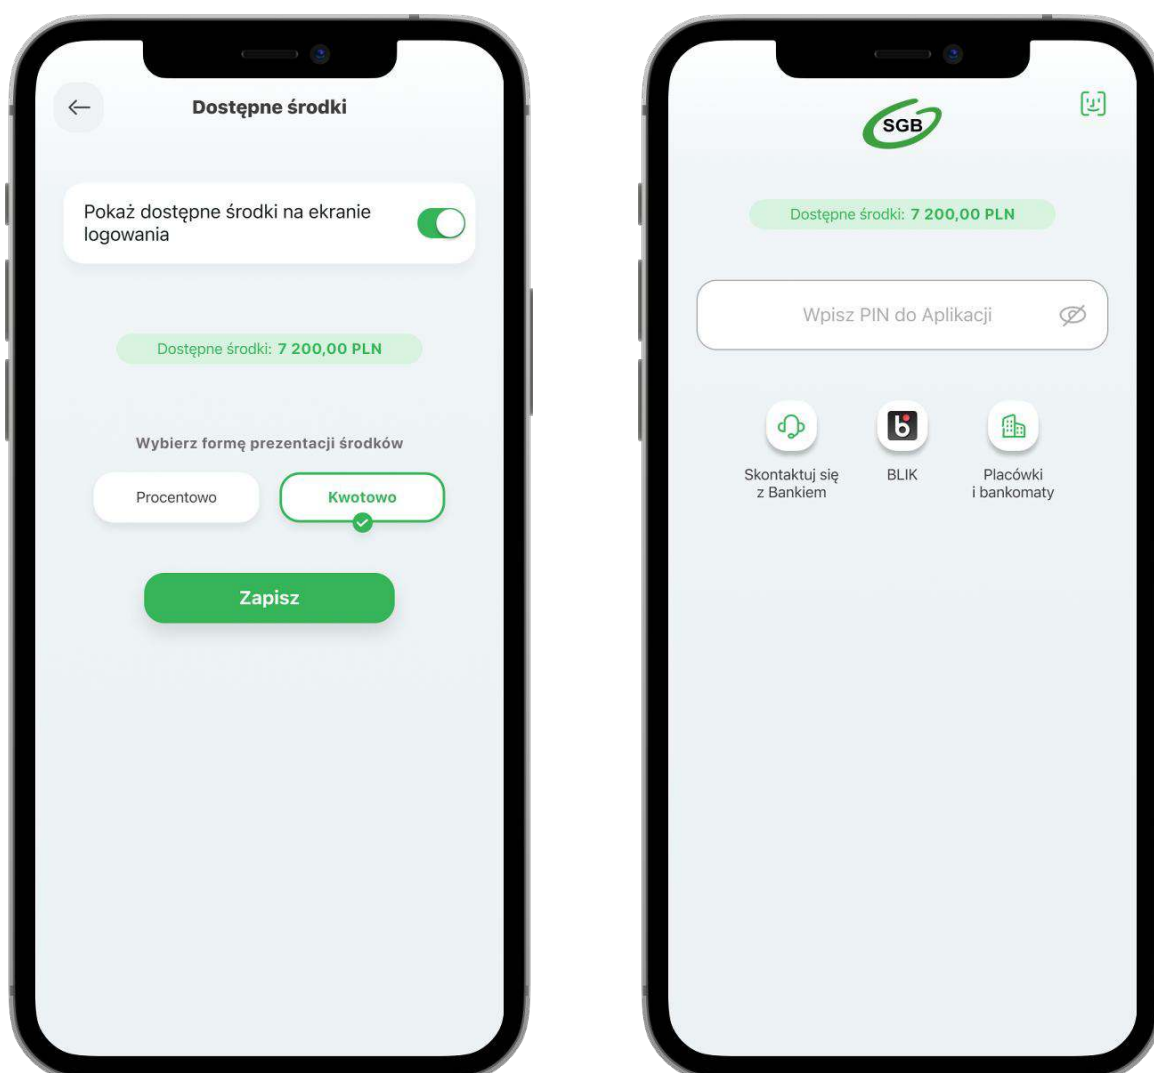 Dostępne środki
Pokaż dostępne środki na ekranie
logowania
Dostępne środki: 7 200,00 PLN
Wybierz formę prezentacji środków
Procentowo
Kwotowo
Zapisz
SGB
Dostępne środki: 7 200,00 PLN
Wpisz PIN do Aplikacji
Skontaktuj się
z Bankiem
BLIK
Placówki
i bankomaty